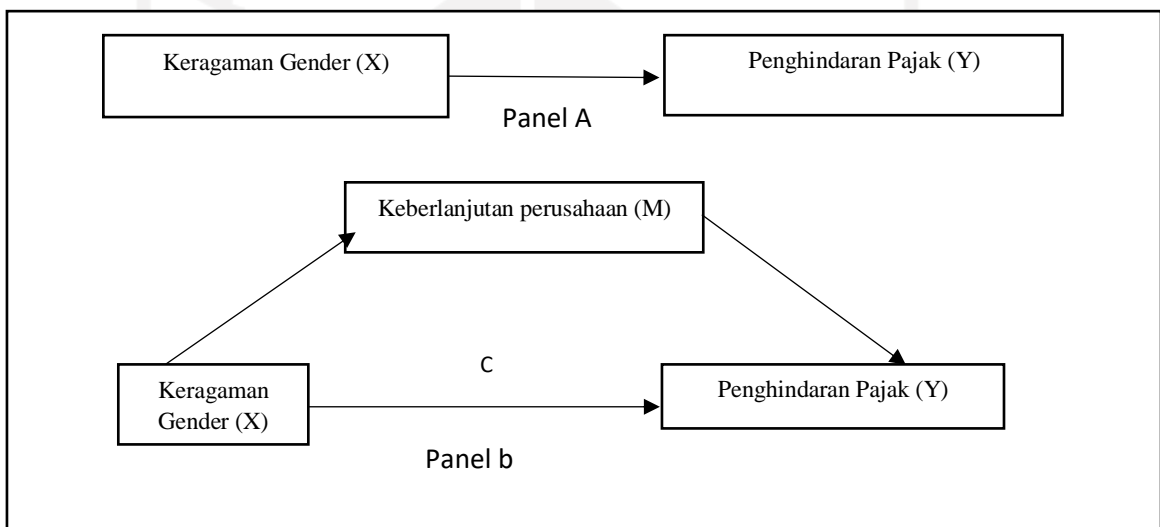 Keragaman Gender (X)
Penghindaran Pajak (Y)
Panel A
Keberlanjutan perusahaan (M)
C
Keragaman
Gender (X)
Penghindaran Pajak (Y)
Panel b